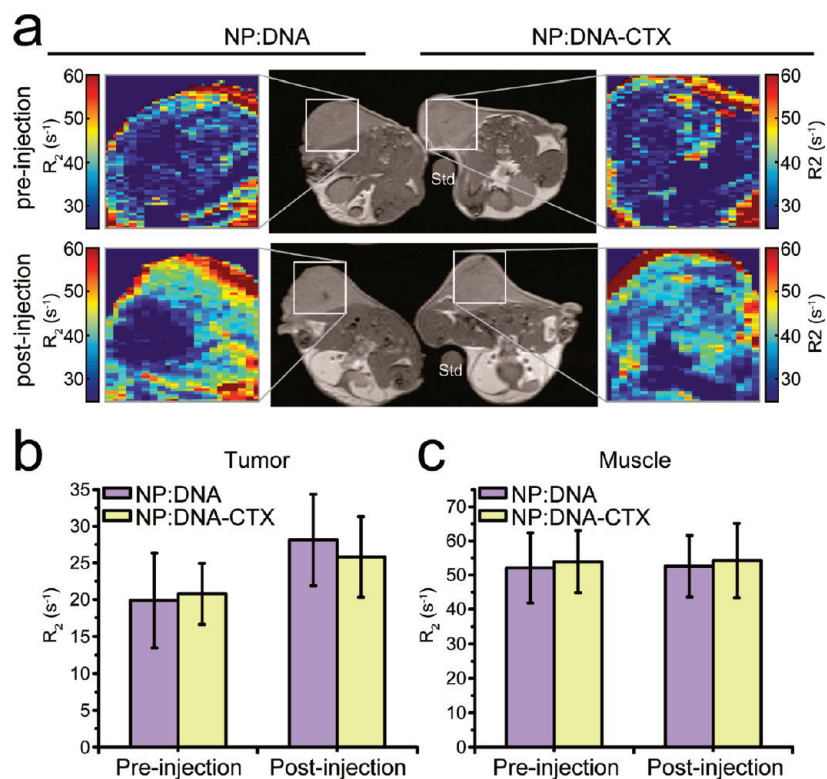 a
NP:DNA
NP:DNA-CTX
pre-injection
R2 (s-1)
60
50
40
30
Std
60
50
40
30
R2 (s-1)
post-injection
R2 (s-1)
60
50
40
30
Std
60
50
40
30
R2 (s-1)
b
Tumor
NP:DNA
NP:DNA-CTX
R2 (s-1)
35
30
25
20
15
10
5
0
Pre-injection
Post-injection
c
Muscle
NP:DNA
NP:DNA-CTX
R2 (s-1)
70
60
50
40
30
20
10
0
Pre-injection
Post-injection